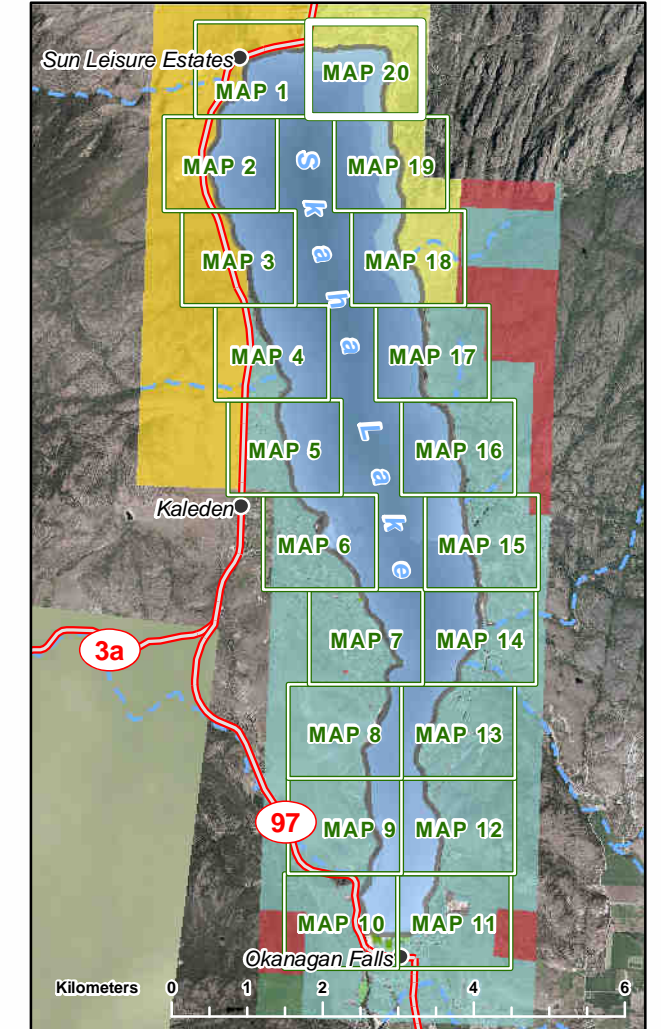 Sun Leisure Estates
MAP 1
MAP 20
MAP 2
MAP 19
MAP 3
MAP 18
Skaha Lake
MAP 4
MAP 17
MAP 5
MAP 16
Kaleden
MAP 6
MAP 15
3a
MAP 7
MAP 14
MAP 8
MAP 13
97
MAP 9
MAP 12
MAP 10
MAP 11
Okanagan Falls
Kilometers
0 1 2 4 6